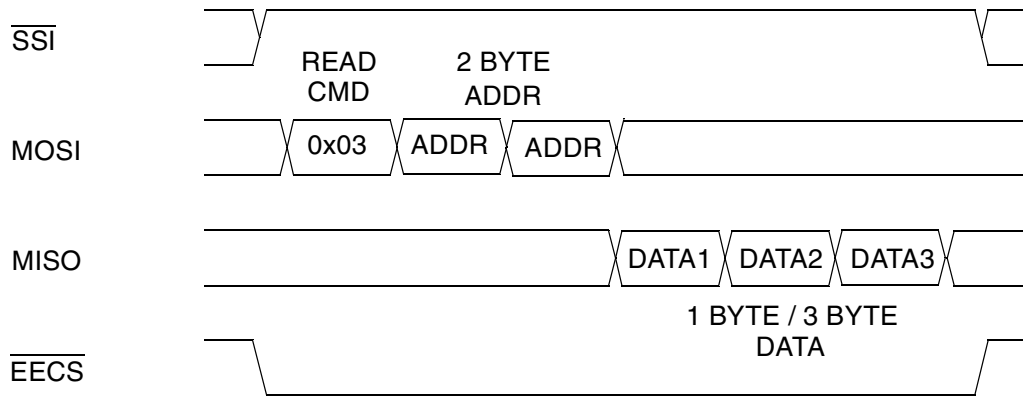 SSI
READ
CMD
2 BYTE
ADDR
MOSI
0x03 ADDR ADDR
MISO
DATA1 DATA2 DATA3
1 BYTE / 3 BYTE
DATA
EECS